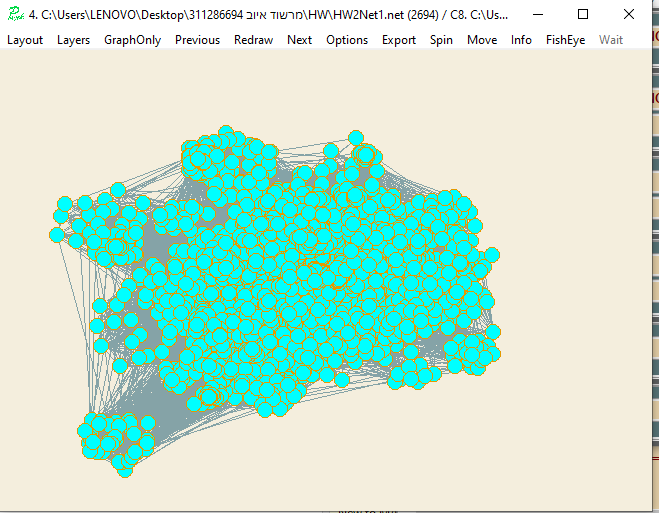 4. C:\Users\LENOVO\Desktop\311286694 מרשוד איוב\HW\HW2Net1.net (2694) / C8. C:\Us...
Layout Layers GraphOnly Previous Redraw Next Options Export Spin Move Info FishEye Wait